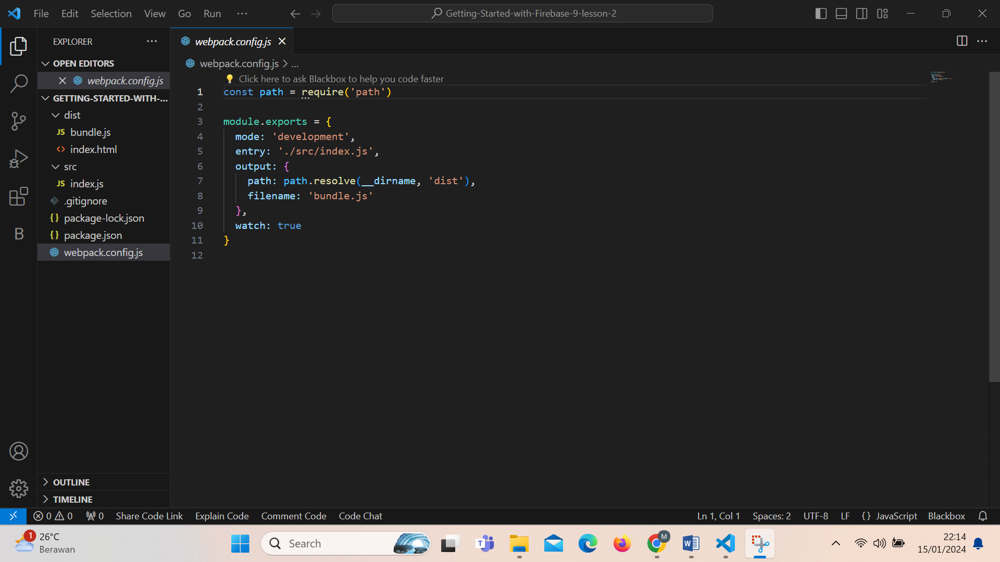 File Edit Selection View Go Run ···
Getting-Started-with-Firebase-9-lesson-2
EXPLORER
OPEN EDITORS
webpack.config.js
GETTING-STARTED-WITH-...
dist
JS bundle.js
<> index.html
src
JS index.js
.gitignore
{} package-lock.json
{} package.json
webpack.config.js
OUTLINE
TIMELINE
B
webpack.config.js
webpack.config.js > ...
Click here to ask Blackbox to help you code faster
1 const path = require('path')
2
3 module.exports = {
4 mode: 'development',
5 entry: './src/index.js',
6 output: {
7 path: path.resolve(__dirname, 'dist'),
8 filename: 'bundle.js'
9 },
10 watch: true
11 }
12
0 0 0 Share Code Link Explain Code Comment Code Code Chat Ln 1, Col 1 Spaces: 2 UTF-8 LF {} JavaScript Blackbox
1 26°C
Berawan
Search
T
M
W
22:14
15/01/2024